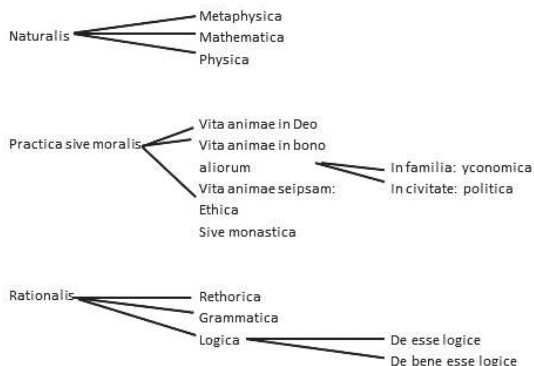 Naturalis
Metaphysica
Mathematica
Physica
Practica sive moralis
Vita animae in Deo
Vita animae in bono
aliorum
In familia: yconomica
In civitate: politica
Vita animae seipsam:
Ethica
Sive monastica
Rationalis
Rethorica
Grammatica
Logica
De esse logice
De bene esse logice